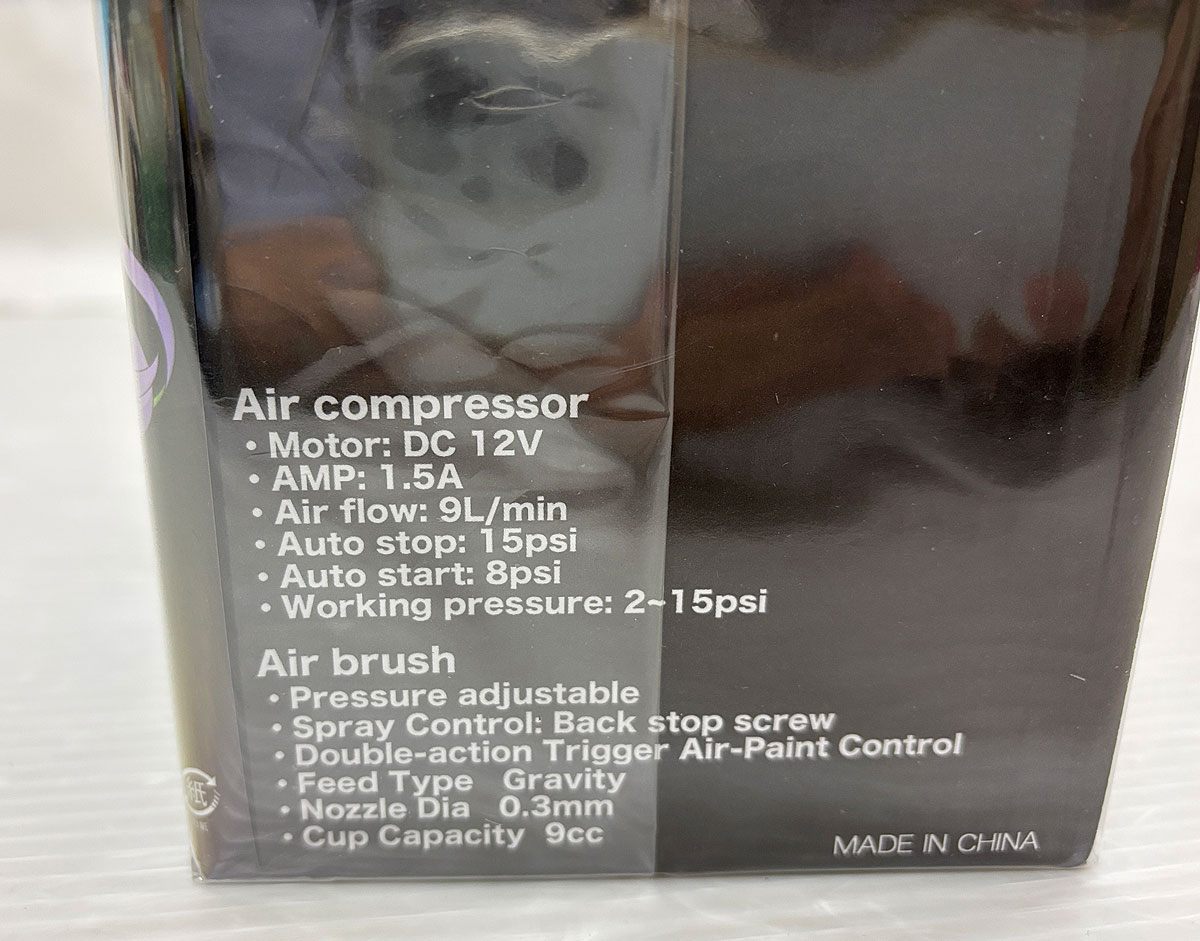 Air compressor
• Motor: DC 12V
• AMP: 1.5A
• Air flow: 9L/min
• Auto stop: 15psi
• Auto start: 8psi
• Working pressure: 2~15psi
Air brush
• Pressure adjustable
• Spray Control: Back stop screw
• Double-action Trigger Air-Paint Control
• Feed Type Gravity
• Nozzle Dia 0.3mm
• Cup Capacity 9cc
MADE IN CHINA